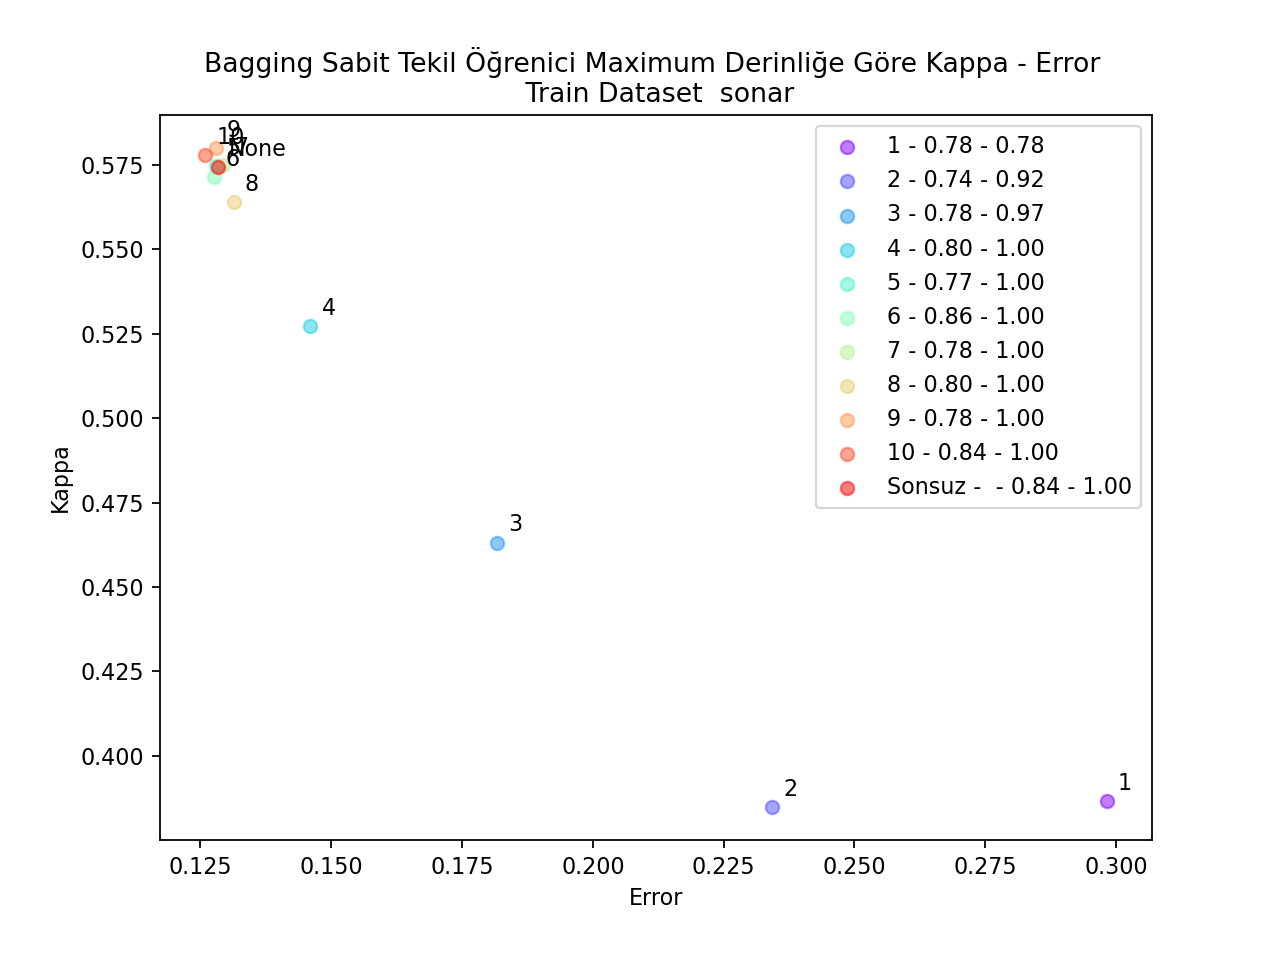 Bagging Sabit Tekil Öğrenici Maximum Derinliğe Göre Kappa - Error
Train Dataset  sonar
Kappa
0.575
0.550
0.525
0.500
0.475
0.450
0.425
0.400
9
10
7
None
6
8
4
3
2
1
1 - 0.78 - 0.78
2 - 0.74 - 0.92
3 - 0.78 - 0.97
4 - 0.80 - 1.00
5 - 0.77 - 1.00
6 - 0.86 - 1.00
7 - 0.78 - 1.00
8 - 0.80 - 1.00
9 - 0.78 - 1.00
10 - 0.84 - 1.00
Sonsuz -  - 0.84 - 1.00
0.125 0.150 0.175 0.200 0.225 0.250 0.275 0.300
Error